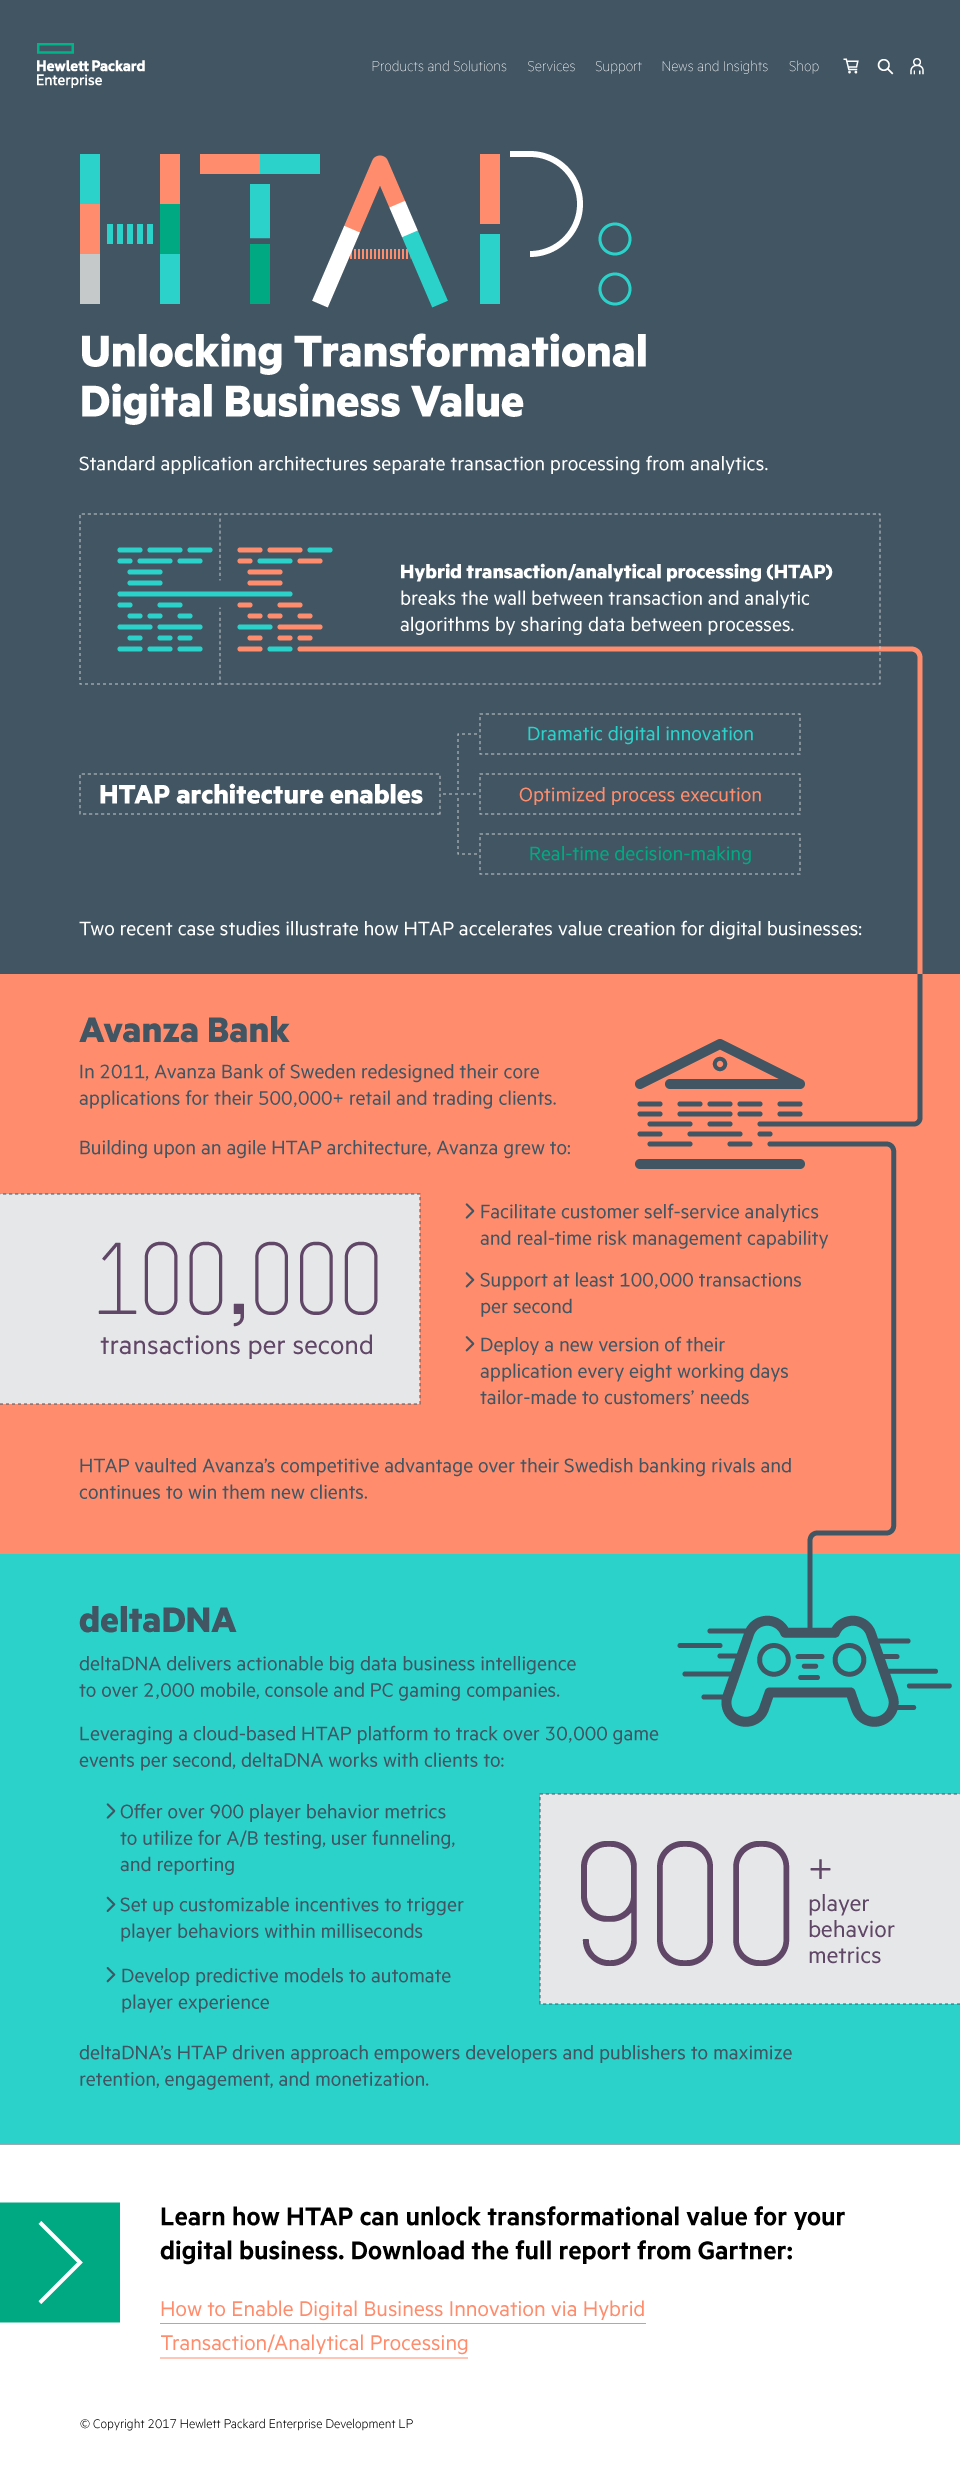 Hewlett Packard
Enterprise
Products and Solutions Services Support News and Insights Shop
HTAP:
Unlocking Transformational
Digital Business Value
Standard application architectures separate transaction processing from analytics.
Hybrid transaction/analytical processing (HTAP)
breaks the wall between transaction and analytic
algorithms by sharing data between processes.
HTAP architecture enables
Dramatic digital innovation
Optimized process execution
Real-time decision-making
Two recent case studies illustrate how HTAP accelerates value creation for digital businesses:
Avanza Bank
In 2011, Avanza Bank of Sweden redesigned their core
applications for their 500,000+ retail and trading clients.
Building upon an agile HTAP architecture, Avanza grew to:
100,000
transactions per second
Facilitate customer self-service analytics
and real-time risk management capability
Support at least 100,000 transactions
per second
Deploy a new version of their
application every eight working days
tailor-made to customers’ needs
HTAP vaulted Avanza’s competitive advantage over their Swedish banking rivals and
continues to win them new clients.
deltaDNA
deltaDNA delivers actionable big data business intelligence
to over 2,000 mobile, console and PC gaming companies.
Leveraging a cloud-based HTAP platform to track over 30,000 game
events per second, deltaDNA works with clients to:
Offer over 900 player behavior metrics
to utilize for A/B testing, user funneling,
and reporting
Set up customizable incentives to trigger
player behaviors within milliseconds
Develop predictive models to automate
player experience
900 +
player
behavior
metrics
deltaDNA’s HTAP driven approach empowers developers and publishers to maximize
retention, engagement, and monetization.
Learn how HTAP can unlock transformational value for your
digital business. Download the full report from Gartner:
How to Enable Digital Business Innovation via Hybrid
Transaction/Analytical Processing
© Copyright 2017 Hewlett Packard Enterprise Development LP